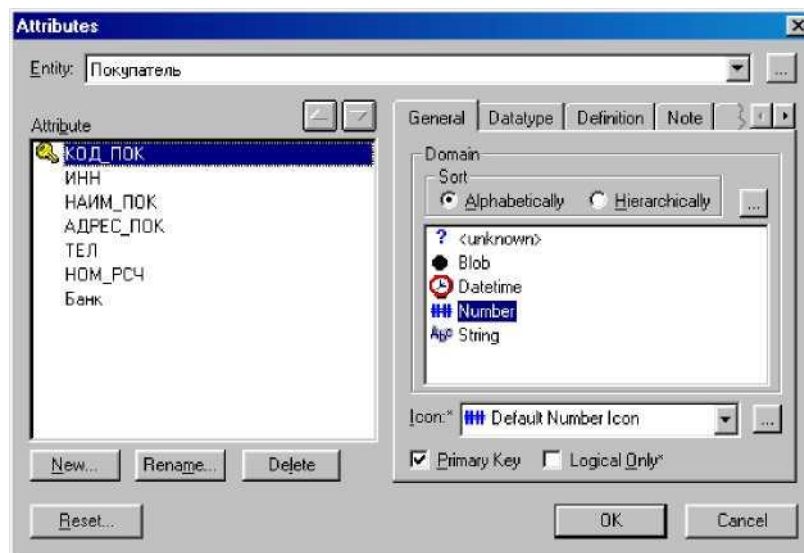 Attributes
Entity: Покупатель ...
Attribute
КОД_ПОК
ИНН
НАИМ_ПОК
АДРЕС_ПОК
ТЕЛ
НОМ_РСЧ
Банк
New... Rename... Delete
Reset...
General Datatype Definition Note
Domain
Sort
Alphabetically Hierarchically ...
? <unknown>
Blob
Datetime
Number
Abc String
Icon:* Default Number Icon ...
Primary Key Logical Only*
OK Cancel